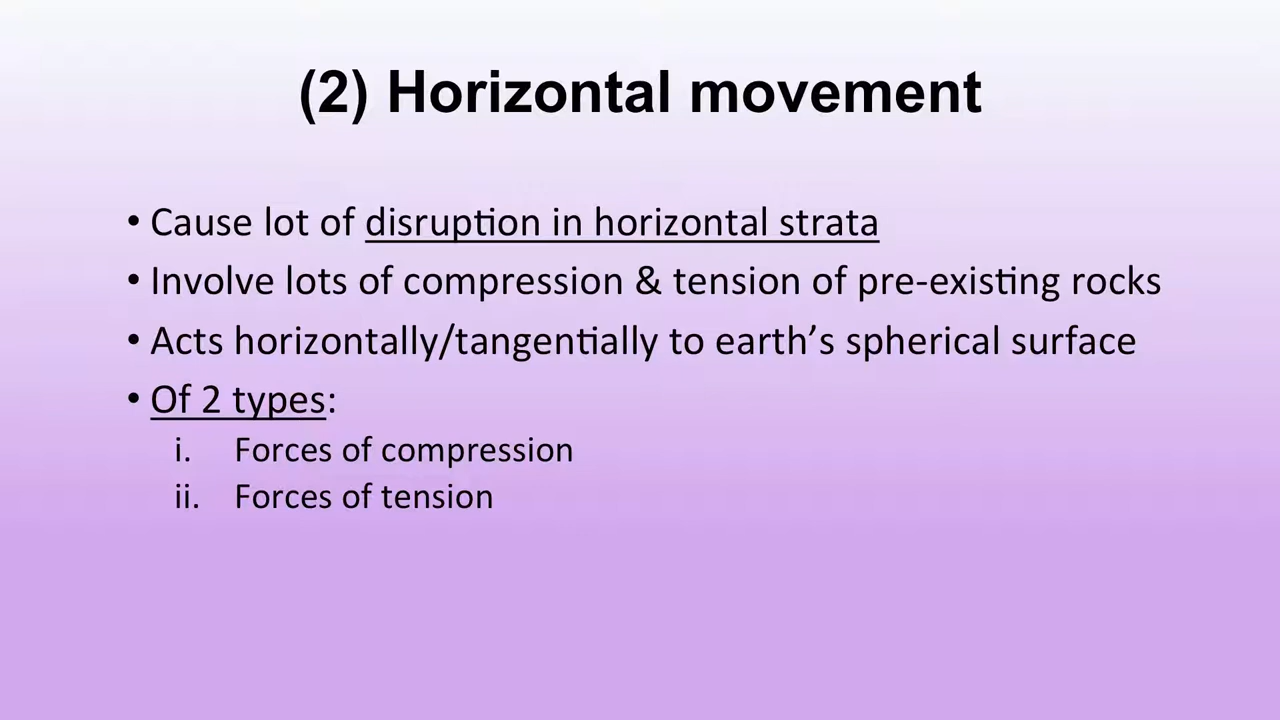 (2) Horizontal movement
• Cause lot of disruption in horizontal strata
• Involve lots of compression & tension of pre-existing rocks
• Acts horizontally/tangentially to earth’s spherical surface
• Of 2 types:
i. Forces of compression
ii. Forces of tension